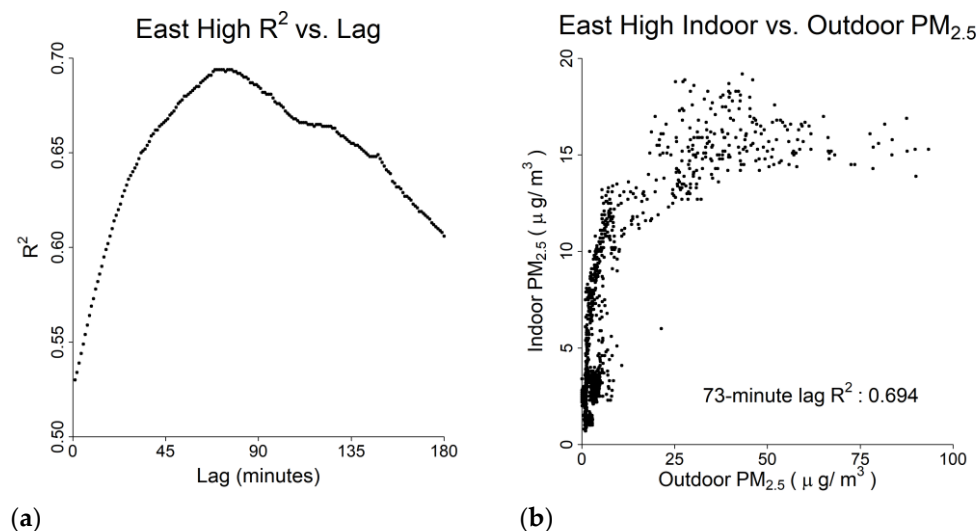 East High R² vs. Lag
0.70
0.65
0.60
0.55
0.50
R²
0
45
90
135
180
Lag (minutes)
(a)
East High Indoor vs. Outdoor PM₂.₅
20
15
10
5
0
Indoor PM₂.₅ ( μ g/ m³ )
73-minute lag R² : 0.694
0
25
50
75
100
Outdoor PM₂.₅ ( μ g/ m³ )
(b)